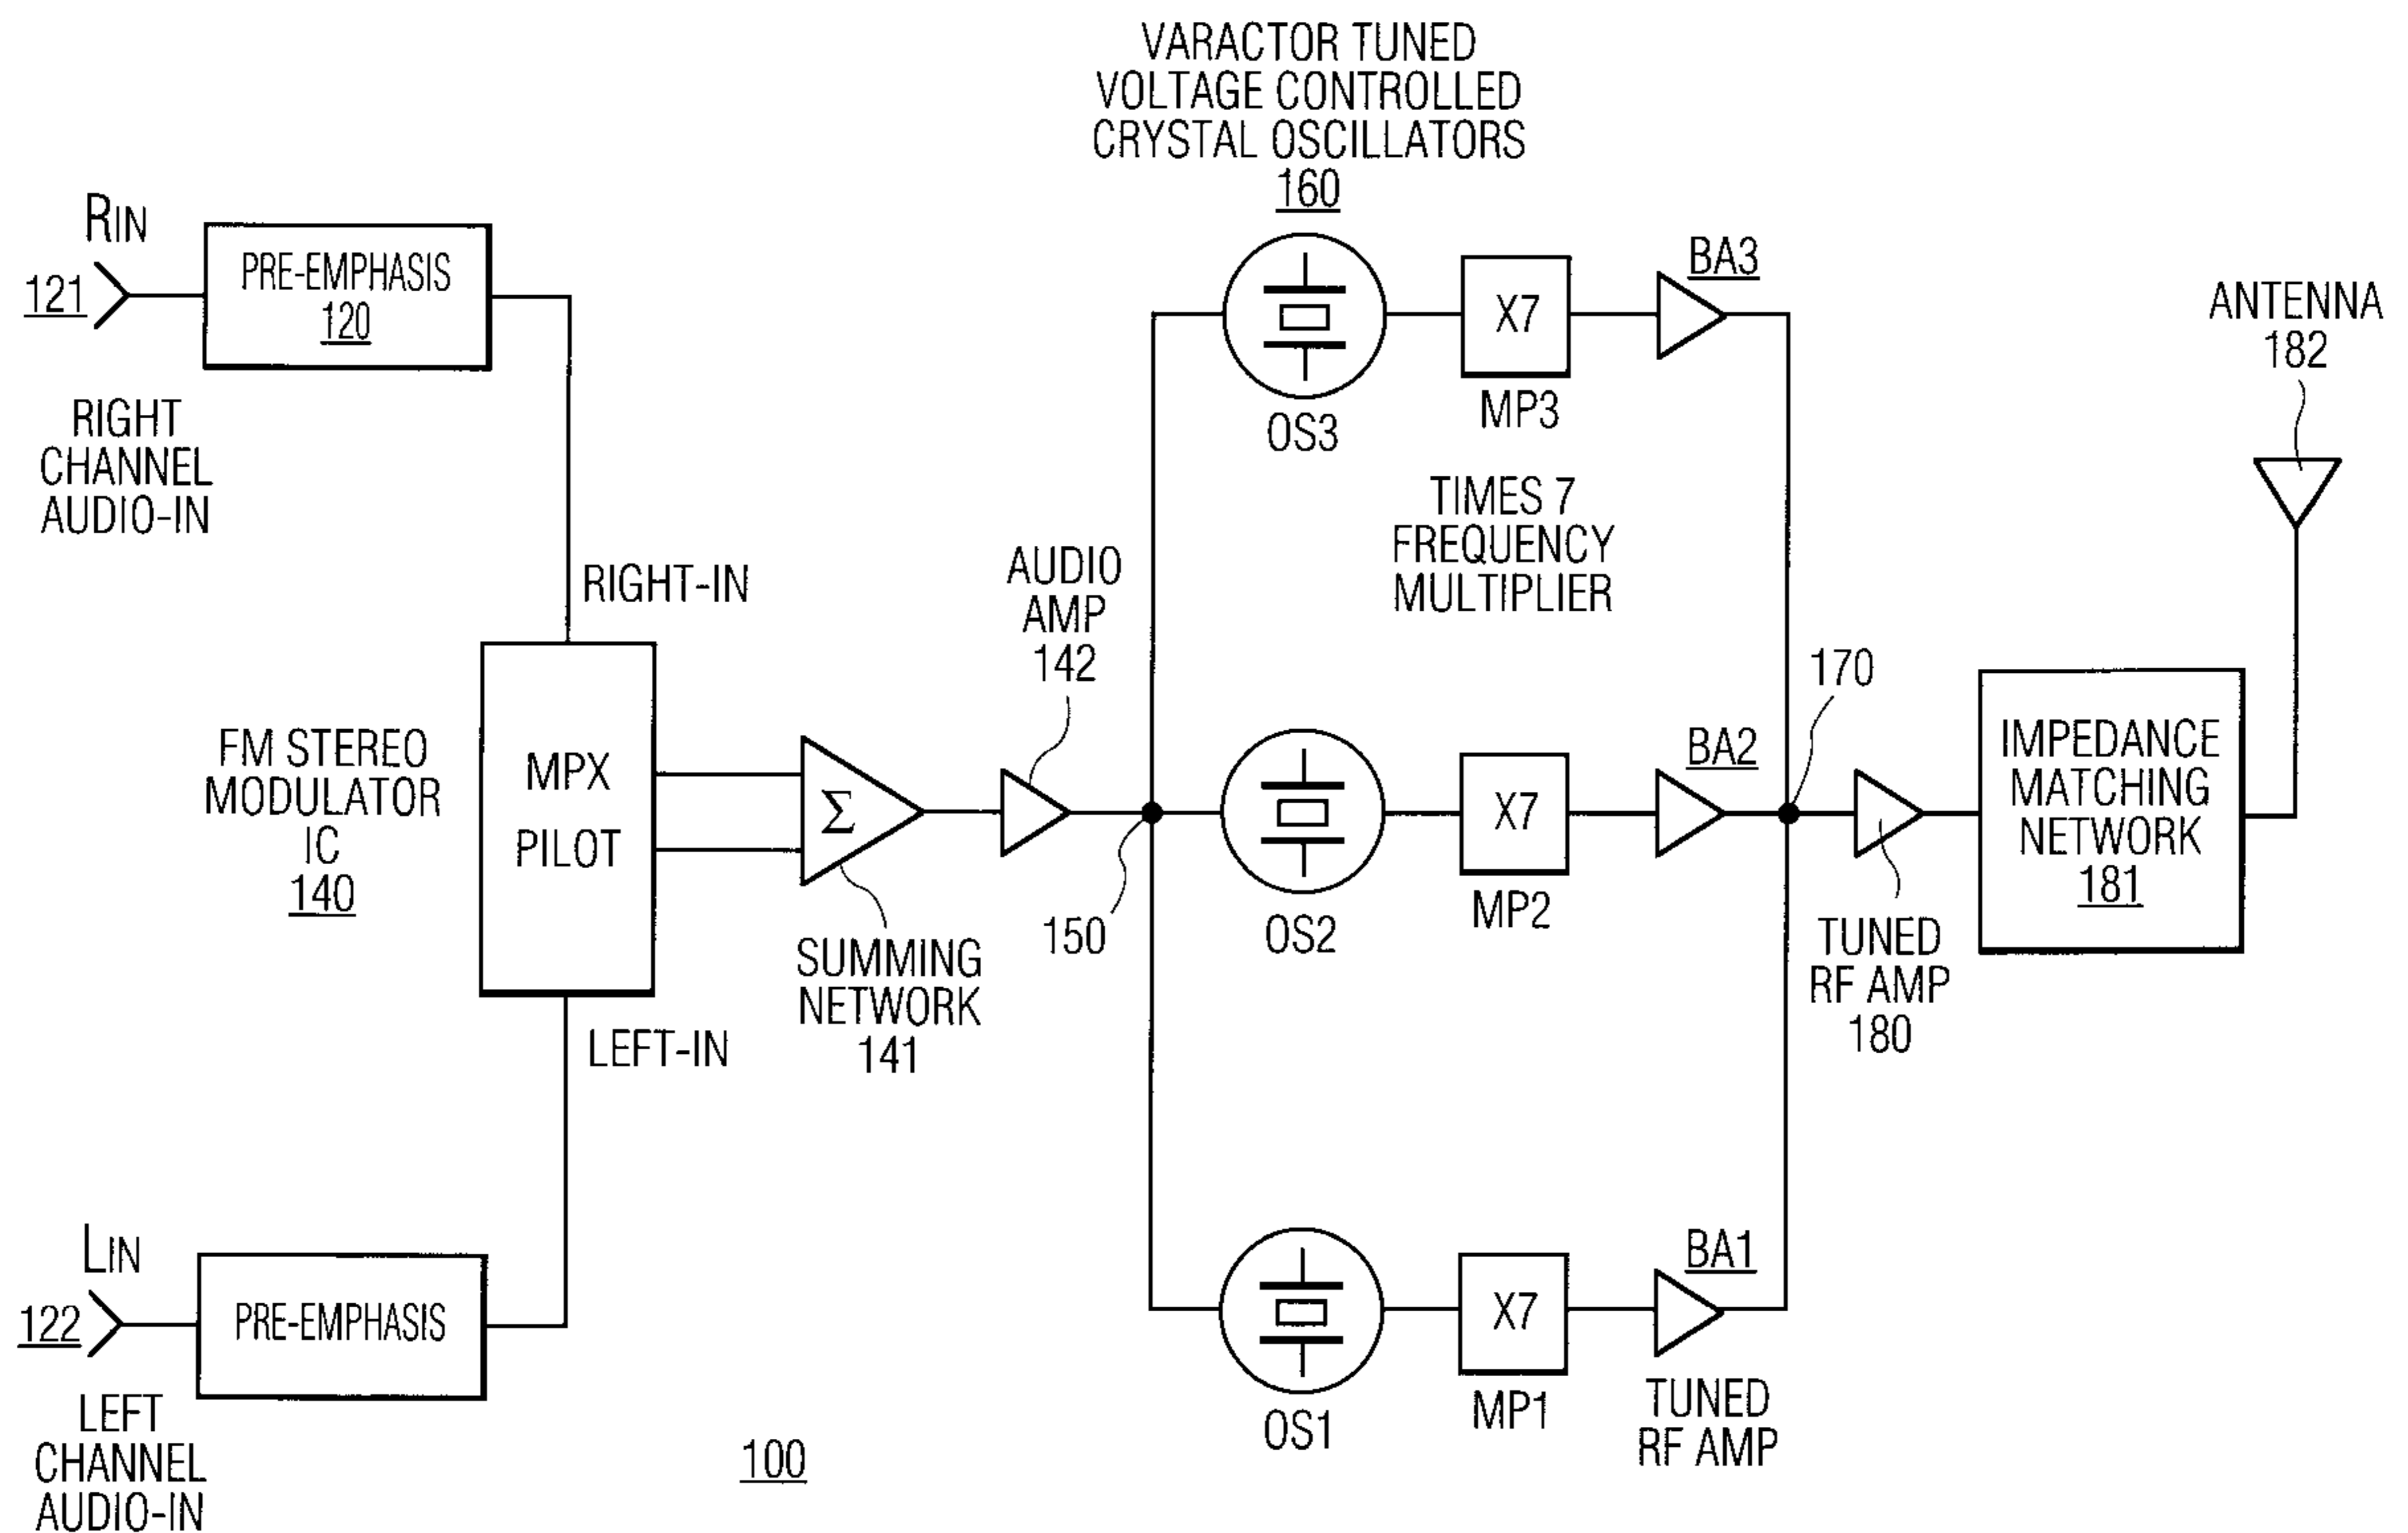 VARACTOR TUNED
VOLTAGE CONTROLLED
CRYSTAL OSCILLATORS
160
RIN
121
PRE-EMPHASIS
120
RIGHT
CHANNEL
AUDIO-IN
RIGHT-IN
FM STEREO
MODULATOR
IC
140
MPX
PILOT
LEFT-IN
Σ
SUMMING
NETWORK
141
AUDIO
AMP
142
150
OS3
X7
MP3
BA3
TIMES 7
FREQUENCY
MULTIPLIER
OS2
X7
MP2
BA2
170
TUNED
RF AMP
180
IMPEDANCE
MATCHING
NETWORK
181
ANTENNA
182
LIN
122
PRE-EMPHASIS
LEFT
CHANNEL
AUDIO-IN
OS1
X7
MP1
BA1
TUNED
RF AMP
100